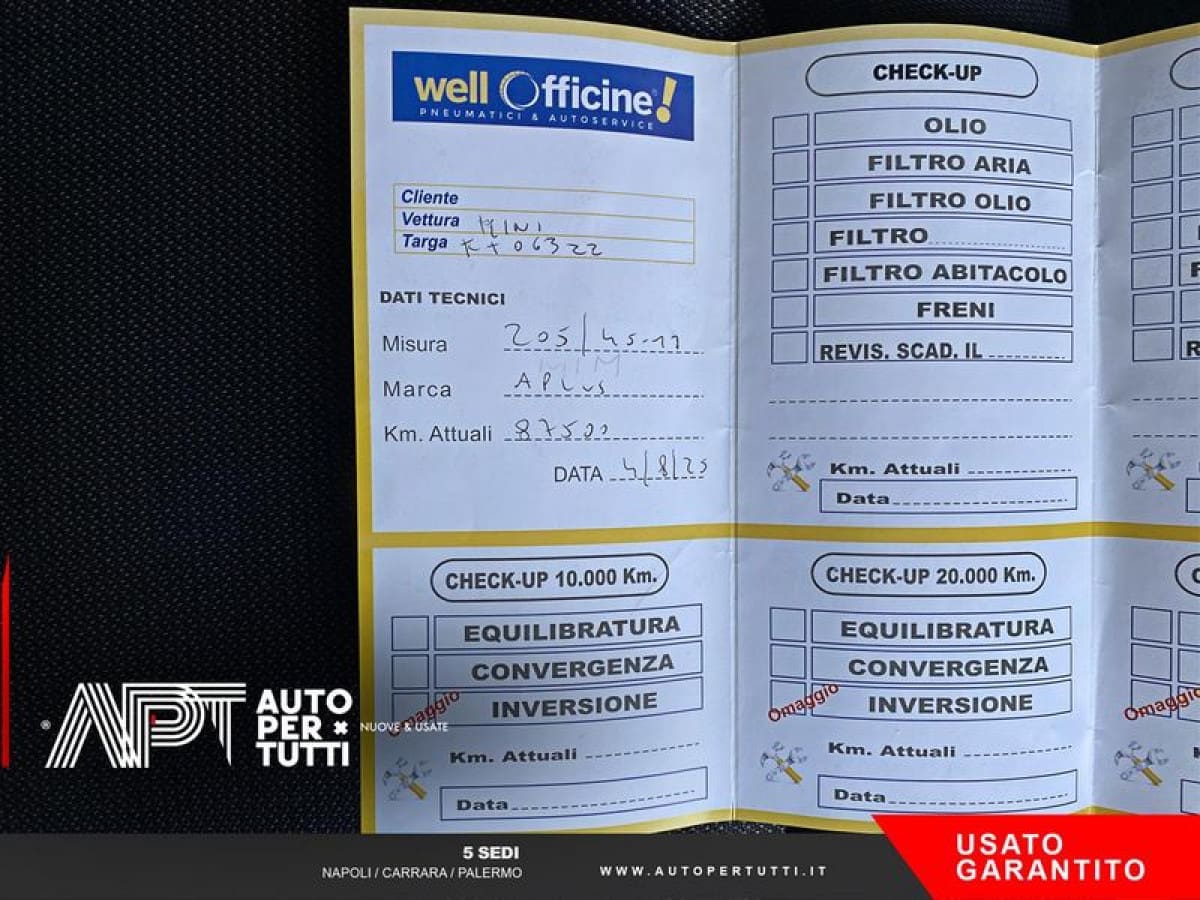 well Officine!
PNEUMATICI & AUTOSERVICE
Cliente
Vettura MINI
Targa
DATI TECNICI
Misura 205/45-17
Marca APLUS
Km. Attuali 87500
DATA 4/8/25
CHECK-UP
OLIO
FILTRO ARIA
FILTRO OLIO
FILTRO
FILTRO ABITACOLO
FRENI
REVIS. SCAD. IL
Km. Attuali
Data
CHECK-UP 10.000 Km.
EQUILIBRATURA
CONVERGENZA
INVERSIONE
Omaggio
Km. Attuali
Data
CHECK-UP 20.000 Km.
EQUILIBRATURA
CONVERGENZA
INVERSIONE
Omaggio
Km. Attuali
Data
Omaggio
® APT AUTO
PER
TUTTI
NUOVE & USATE
5 SEDI
NAPOLI / CARRARA / PALERMO
WWW.AUTOPERTUTTI.IT
USATO
GARANTITO